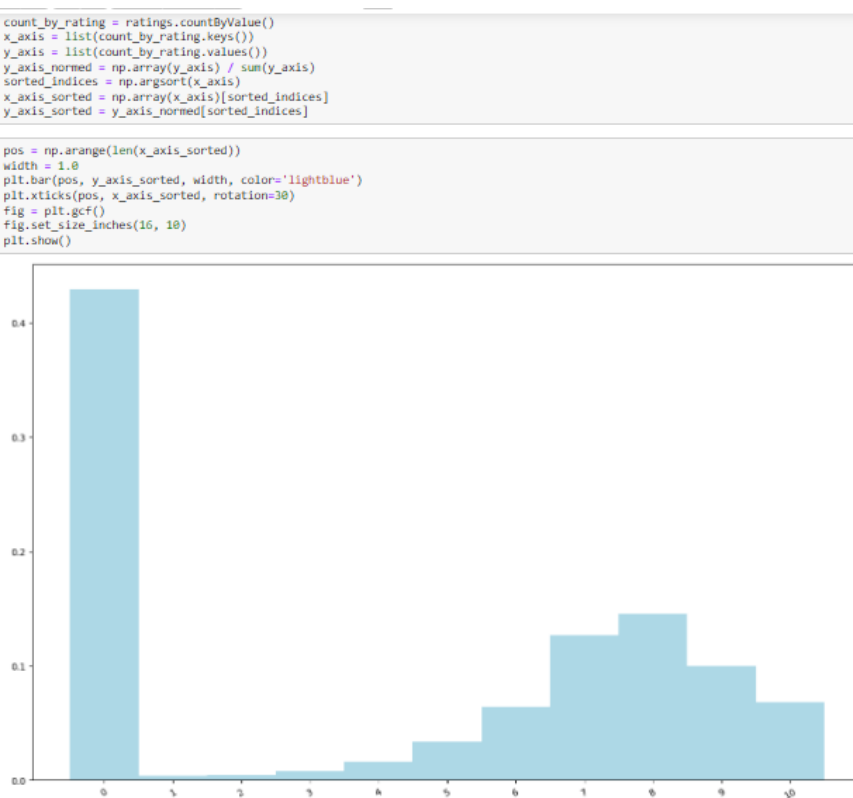 count_by_rating = ratings.countByValue()
x_axis = list(count_by_rating.keys())
y_axis = list(count_by_rating.values())
y_axis_normed = np.array(y_axis) / sum(y_axis)
sorted_indices = np.argsort(x_axis)
x_axis_sorted = np.array(x_axis)[sorted_indices]
y_axis_sorted = y_axis_normed[sorted_indices]
pos = np.arange(len(x_axis_sorted))
width = 1.0
plt.bar(pos, y_axis_sorted, width, color='lightblue')
plt.xticks(pos, x_axis_sorted, rotation=30)
fig = plt.gcf()
fig.set_size_inches(16, 10)
plt.show()
0.4
0.3
0.2
0.1
0.0
0 1 2 3 4 5 6 7 8 9 10